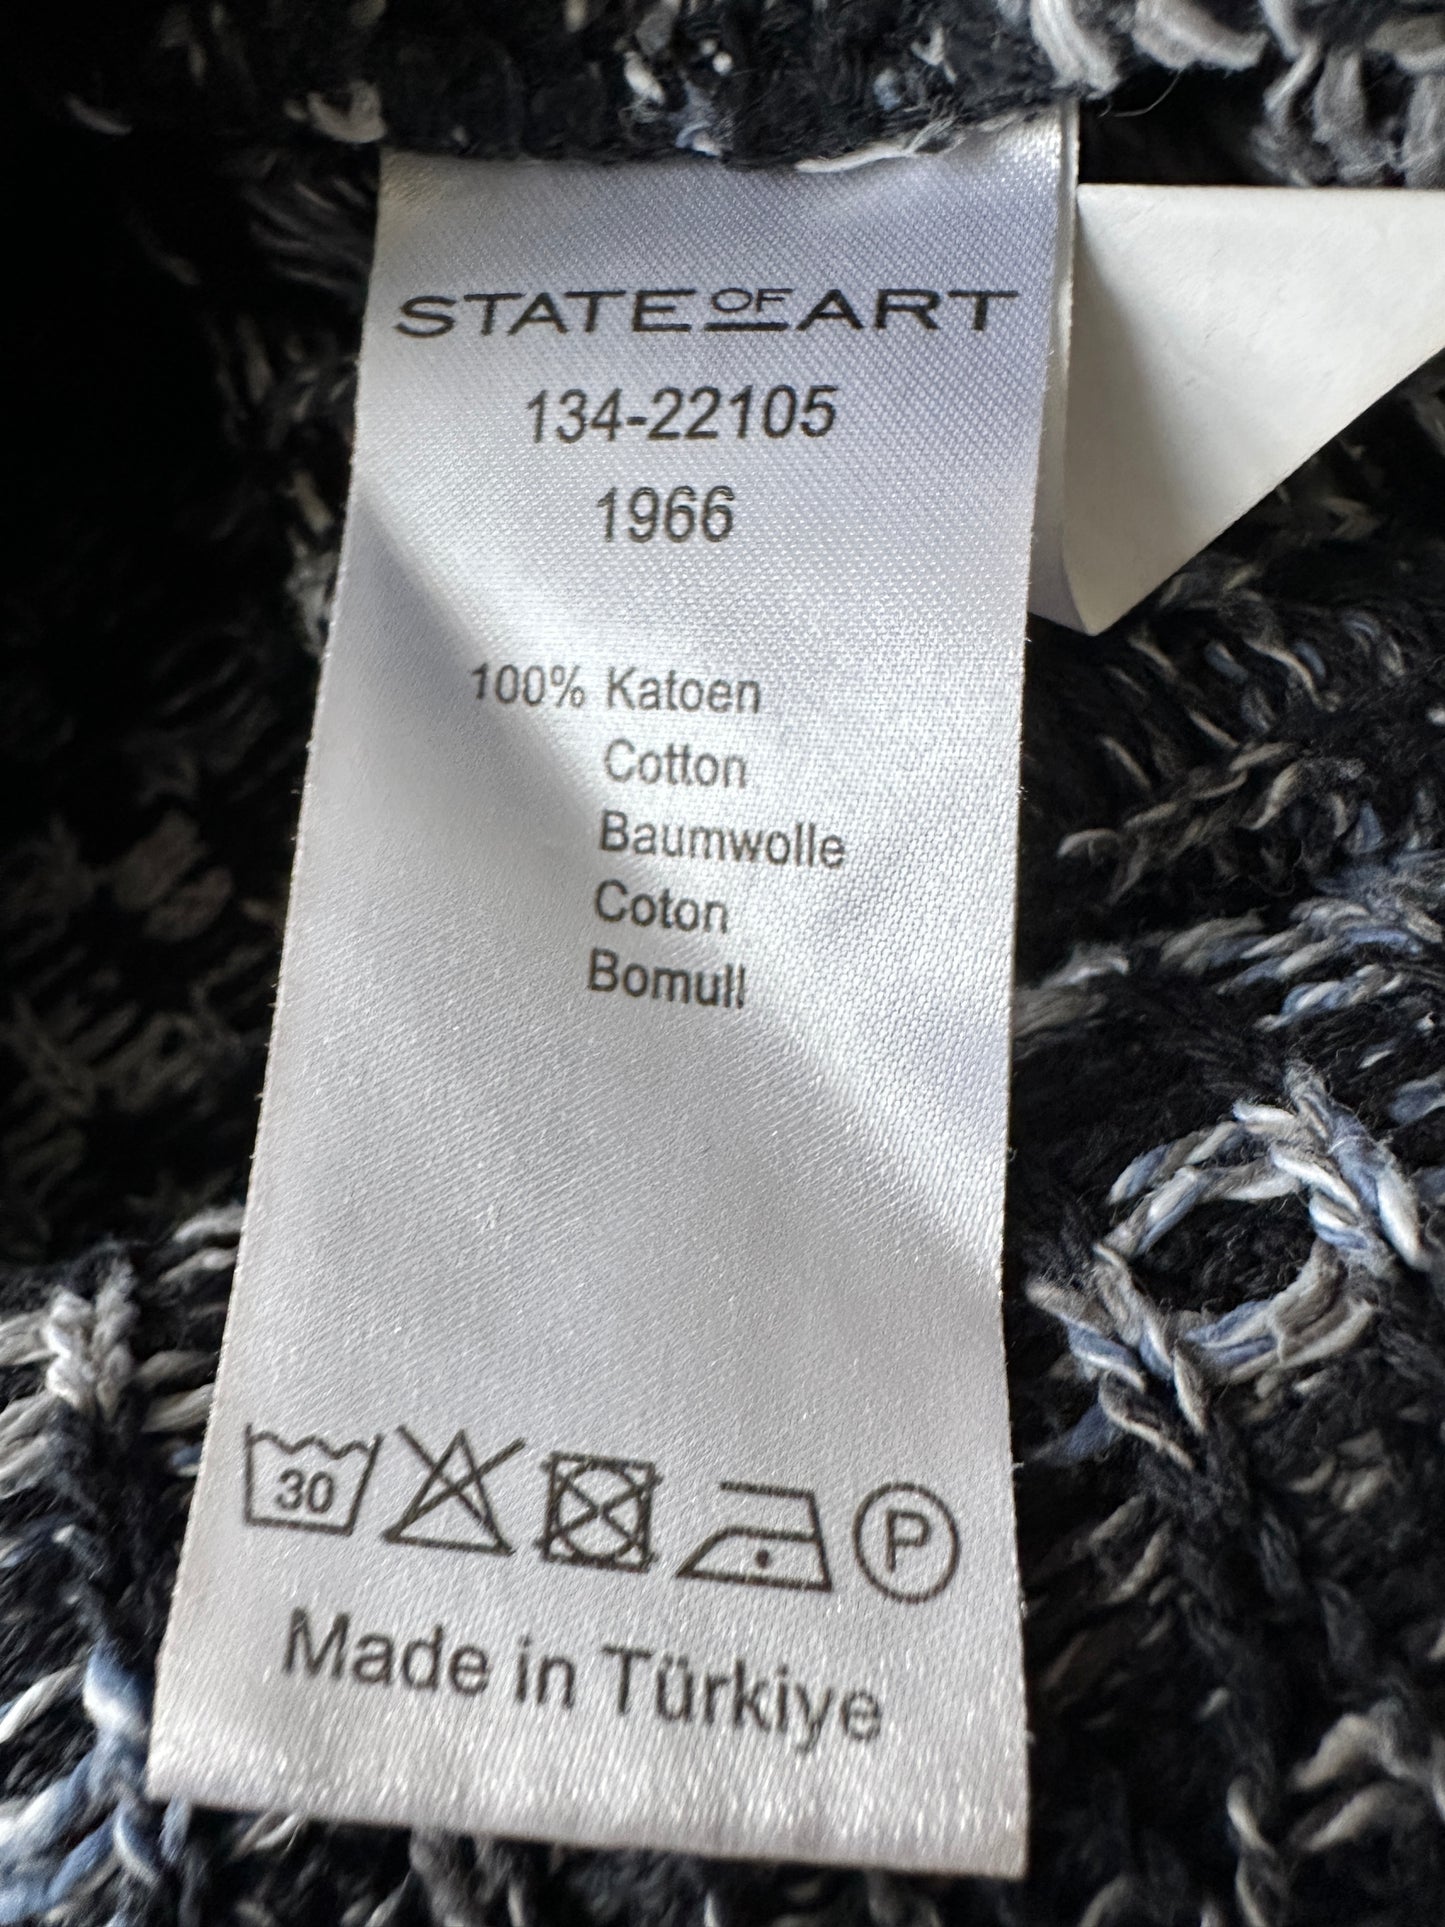 STATE OF ART
134-22105
1966
100% Katoen
Cotton
Baumwolle
Coton
Bomull
30 P
Made in Türkiye